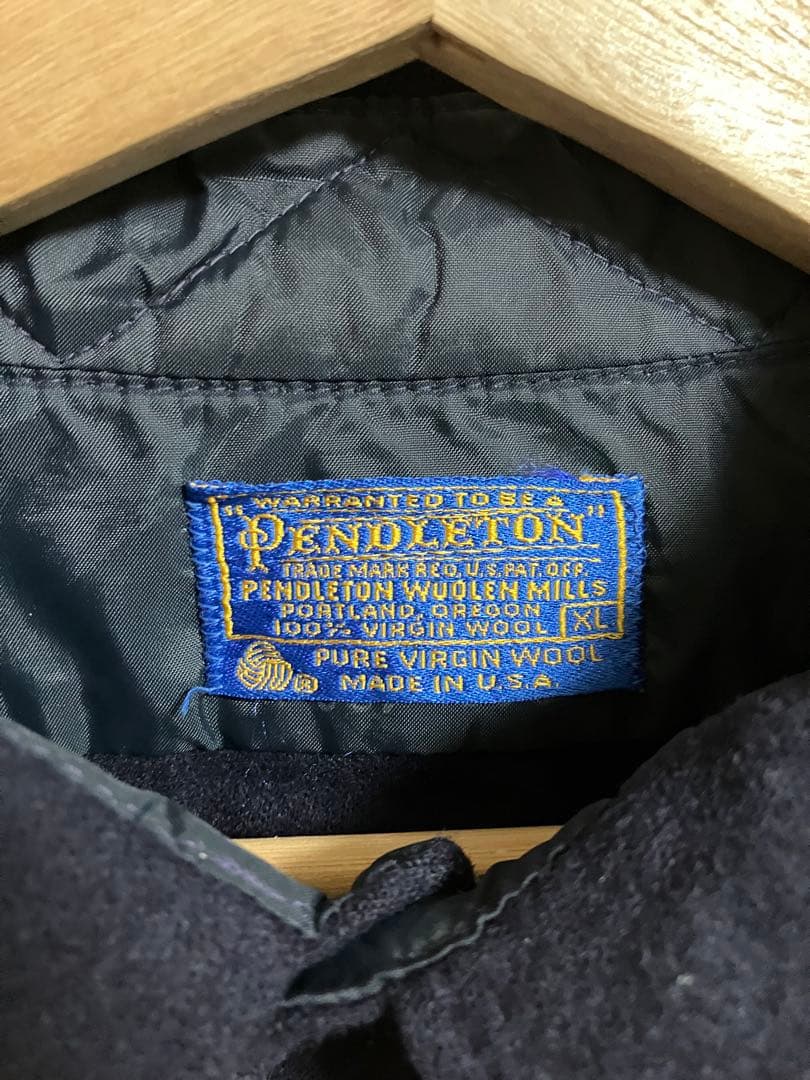 "WARRANTED TO BE A
PENDLETON"
TRADE MARK REG. U.S. PAT. OFF.
PENDLETON WOOLEN MILLS
PORTLAND, OREGON
100% VIRGIN WOOL XL
PURE VIRGIN WOOL
® MADE IN U.S.A.